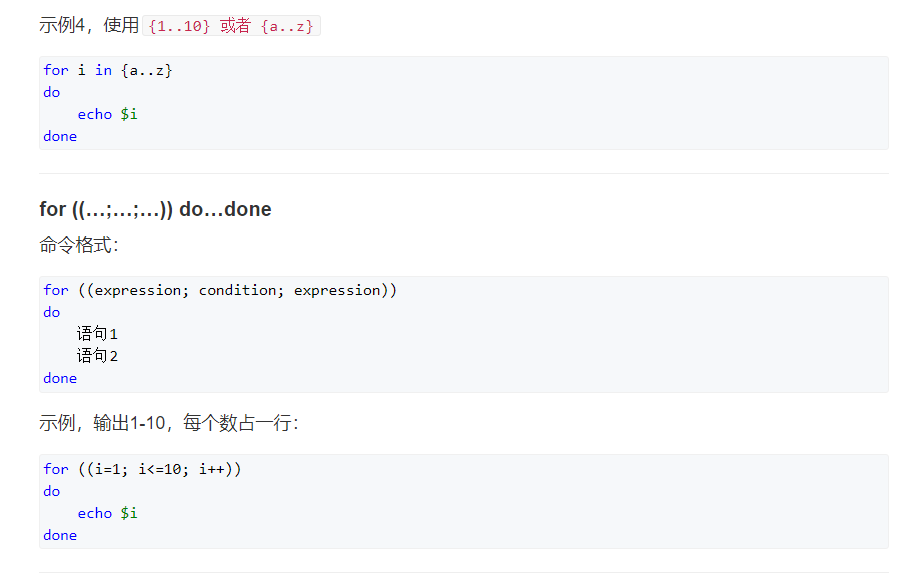 示例4，使用 {1..10} 或者 {a..z}
for i in {a..z}
do
    echo $i
done
for ((…;…;…)) do…done
命令格式：
for ((expression; condition; expression))
do
    语句1
    语句2
done
示例，输出1-10，每个数占一行：
for ((i=1; i<=10; i++))
do
    echo $i
done